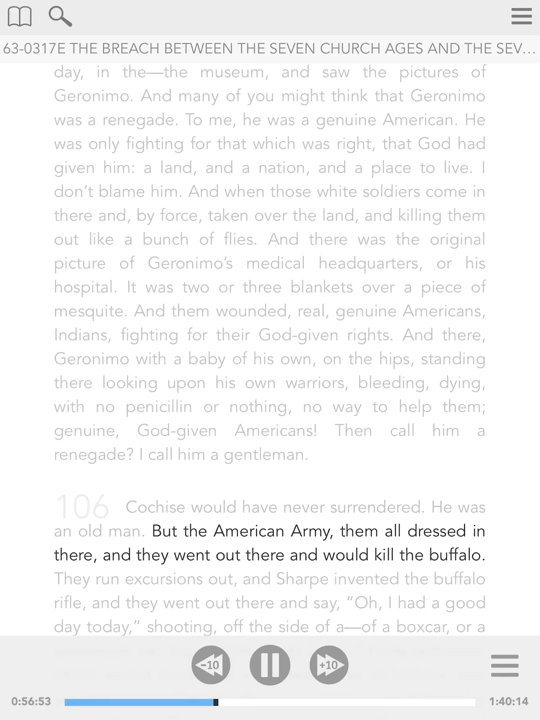 63-0317E THE BREACH BETWEEN THE SEVEN CHURCH AGES AND THE SEV...
day, in the—the museum, and saw the pictures of
Geronimo. And many of you might think that Geronimo
was a renegade. To me, he was a genuine American. He
was only fighting for that which was right, that God had
given him: a land, and a nation, and a place to live. I
don't blame him. And when those white soldiers come in
there and, by force, taken over the land, and killing them
out like a bunch of flies. And there was the original
picture of Geronimo's medical headquarters, or his
hospital. It was two or three blankets over a piece of
mesquite. And them wounded, real, genuine Americans,
Indians, fighting for their God-given rights. And there,
Geronimo with a baby of his own, on the hips, standing
there looking upon his own warriors, bleeding, dying,
with no penicillin or nothing, no way to help them;
genuine, God-given Americans! Then call him a
renegade? I call him a gentleman.
106 Cochise would have never surrendered. He was
an old man. But the American Army, them all dressed in
there, and they went out there and would kill the buffalo.
They run excursions out, and Sharpe invented the buffalo
rifle, and they went out there and say, “Oh, I had a good
day today,” shooting, off the side of a—of a boxcar, or a
-10 +10
0:56:53 1:40:14